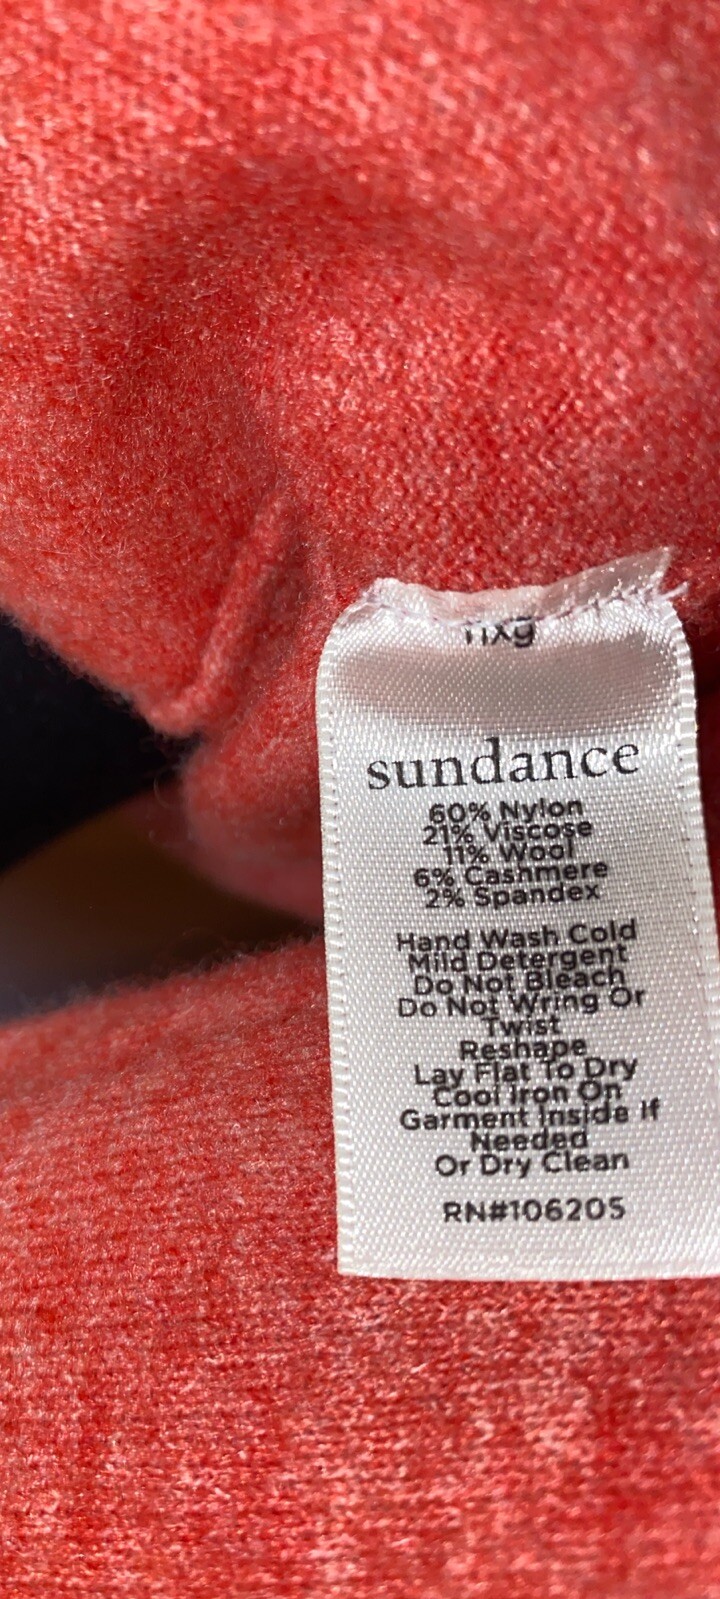 sundance
60% Nylon
21% Viscose
11% Wool
6% Cashmere
2% Spandex
Hand Wash Cold
Mild Detergent
Do Not Bleach
Do Not Wring Or
Twist
Reshape
Lay Flat To Dry
Cool Iron On
Garment Inside If
Needed
Or Dry Clean
RN#106205